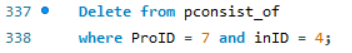 337 Delete from pconsist_of
338 where ProID = 7 and inID = 4;